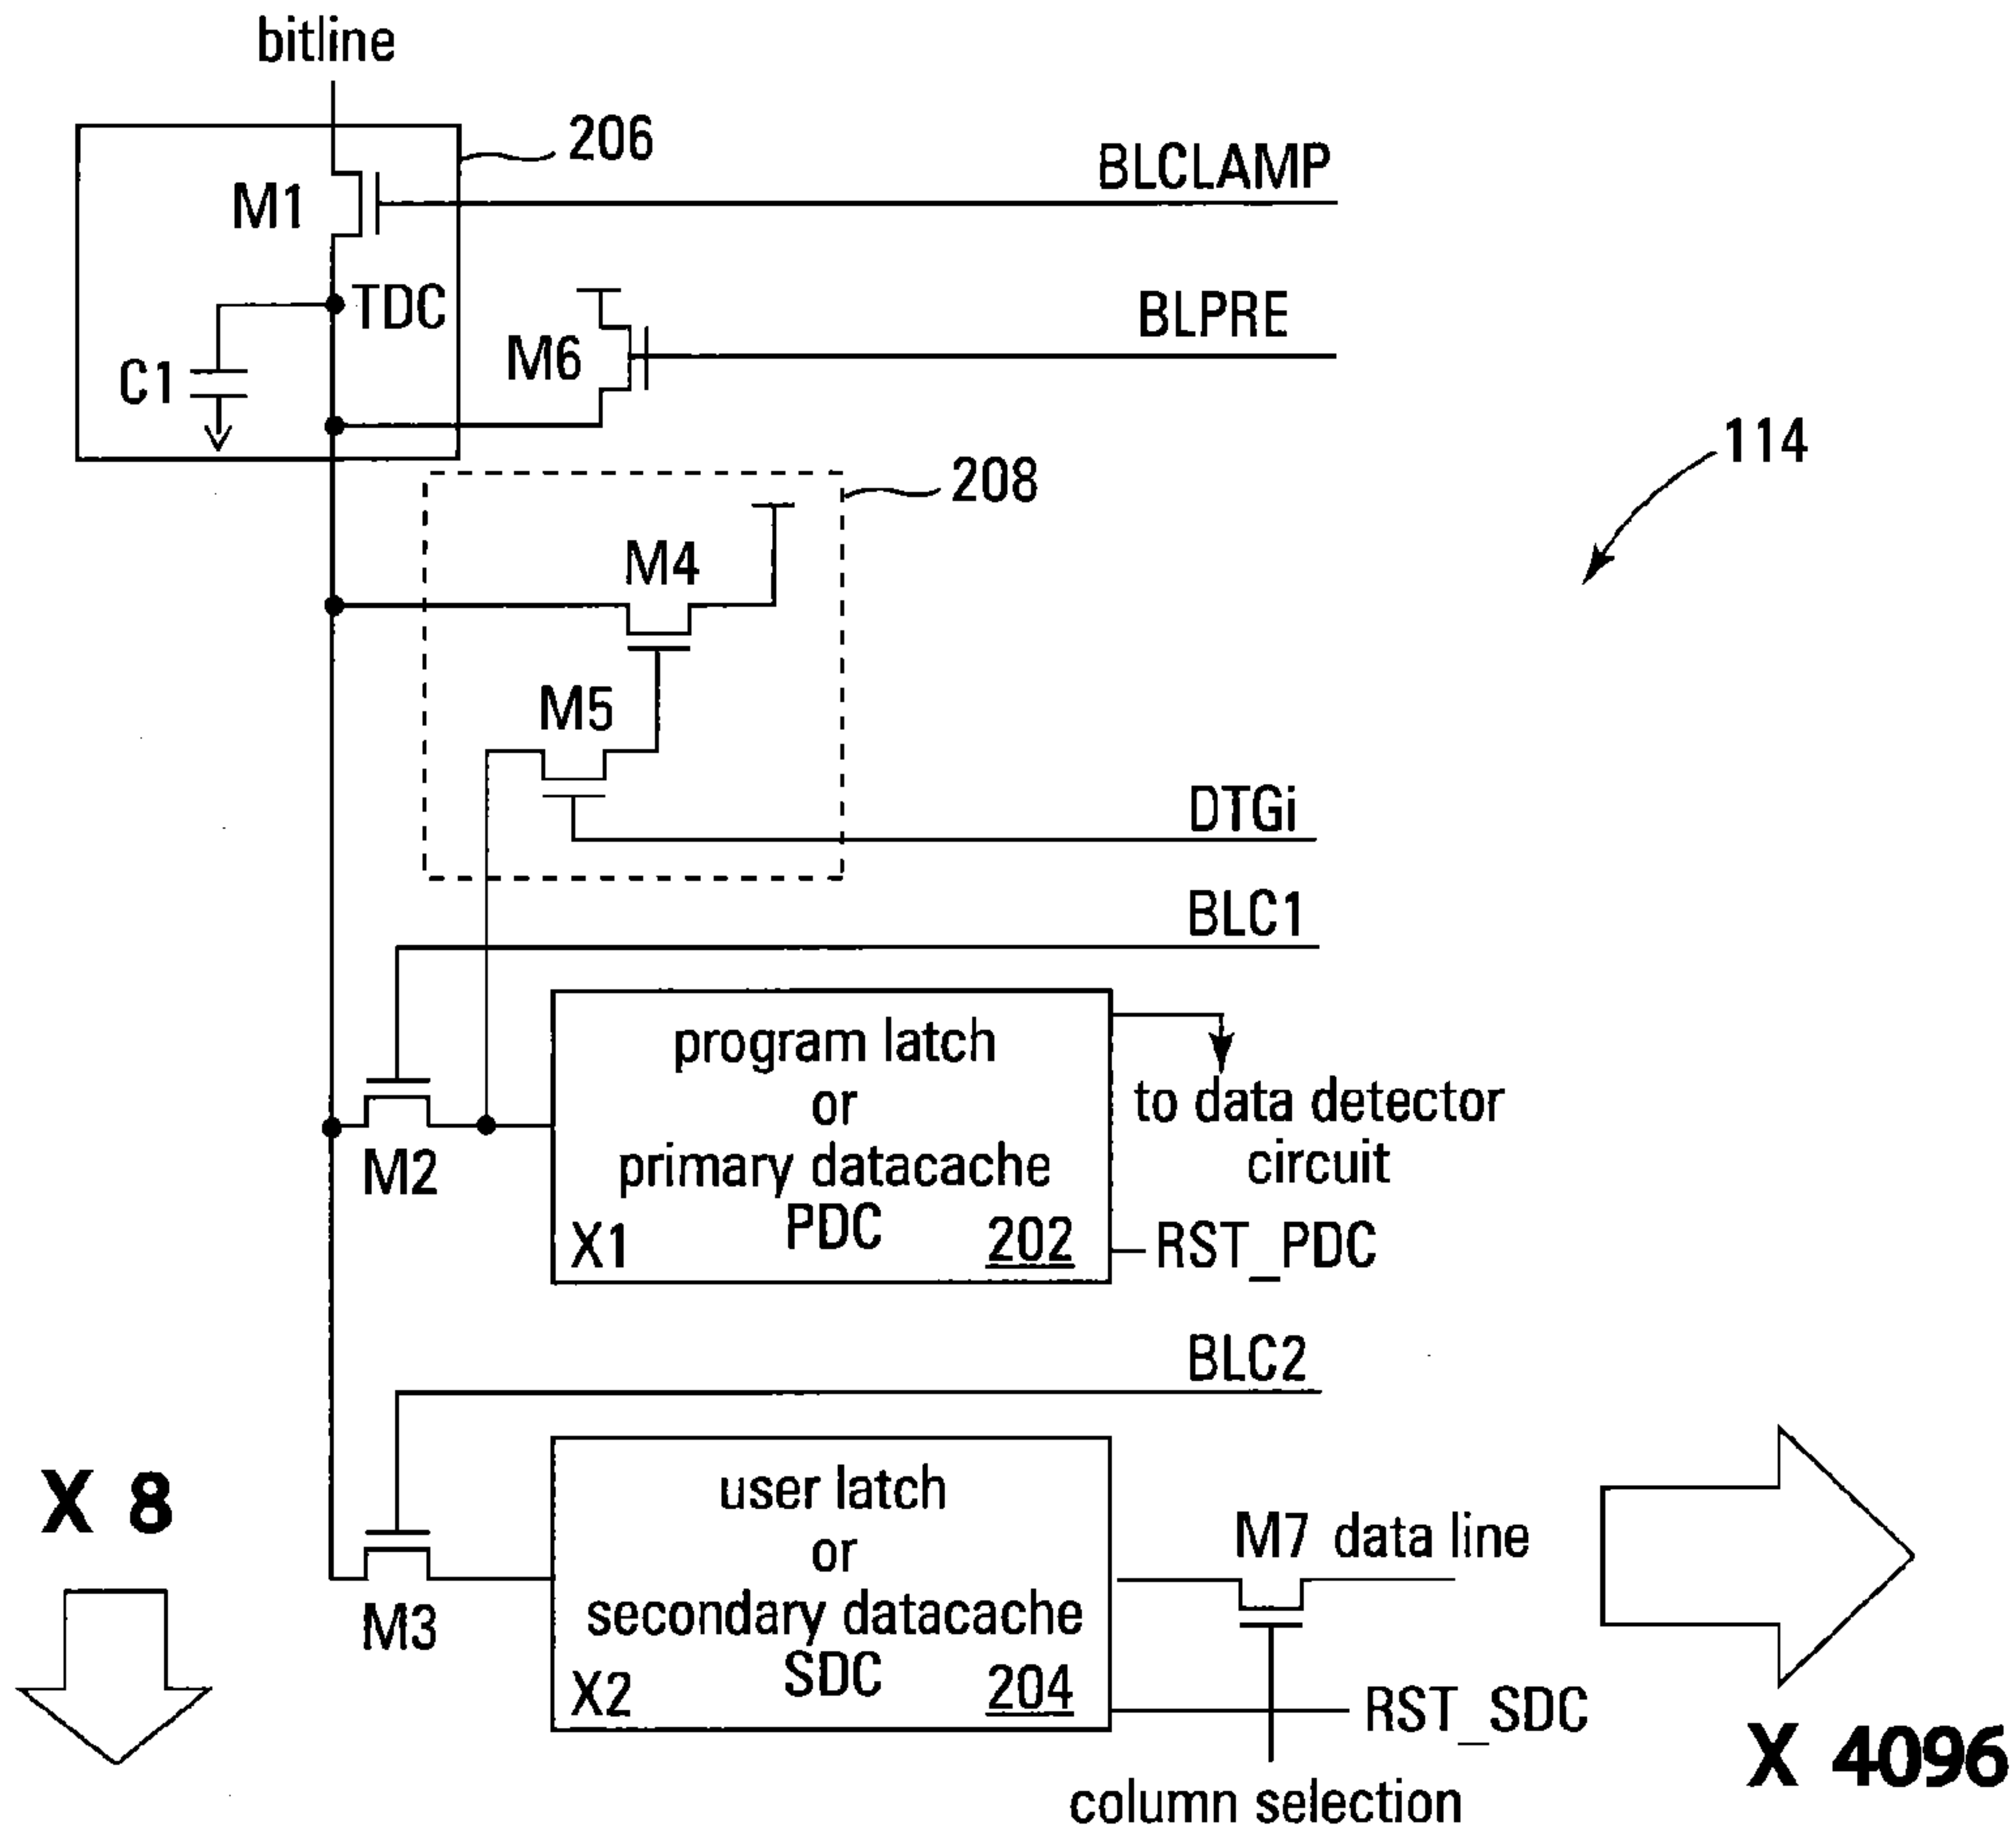 bitline
206
BLCLAMP
M1
TDC
BLPRE
M6
C1
114
208
M4
M5
DTGi
BLC1
program latch
or
primary datacache
PDC
X1
202
to data detector
circuit
RST_PDC
M2
BLC2
X 8
user latch
or
secondary datacache
SDC
X2
204
M7 data line
M3
RST_SDC
X 4096
column selection